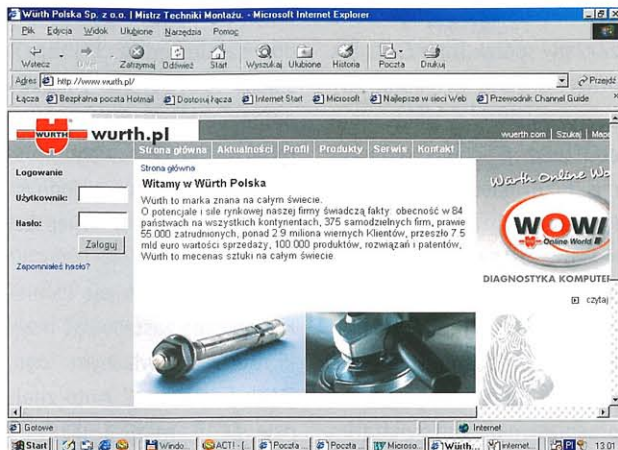 Würth Polska Sp. z o.o. | Mistrz Techniki Montażu. - Microsoft Internet Explorer
Plik Edycja Widok Ulubione Narzędzia Pomoc
Wstecz Zatrzymaj Odśwież Start Wyszukaj Ulubione Historia Poczta Drukuj
Adres http://www.wurth.pl/ Przejdź
Łącza Bezpłatna poczta Hotmail Dostosuj łącza Internet Start Microsoft Najlepsze w sieci Web Przewodnik Channel Guide
WURTH wurth.pl
wuerth.com | Szukaj | Mapa
Strona główna Aktualności Profil Produkty Serwis Kontakt
Logowanie
Użytkownik:
Hasło:
Zaloguj
Zapomniałeś hasło?
Strona główna
Witamy w Würth Polska
Würth to marka znana na całym świecie.
O potencjale i sile rynkowej naszej firmy świadczą fakty obecność w 84
państwach na wszystkich kontynentach, 375 samodzielnych firm, prawie
55 000 zatrudnionych, ponad 2.9 miliona wiernych Klientów, przeszło 7.5
mld euro wartości sprzedaży, 100 000 produktów, rozwiązań i patentów,
Würth to mecenas sztuki na całym świecie
Würth Online Wo
WOW!
Online World
DIAGNOSTYKA KOMPUTE
czytaj
Gotowe Internet
Start Windo... ACT! - [... Poczta ... Poczta ... Microso... Würth... internet... Pl 13:01